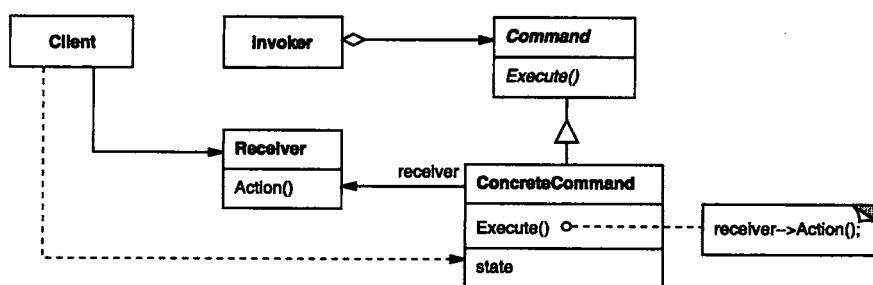 Client
Invoker
Command
Execute()
Receiver
Action()
receiver
ConcreteCommand
Execute()
receiver-->Action();
state